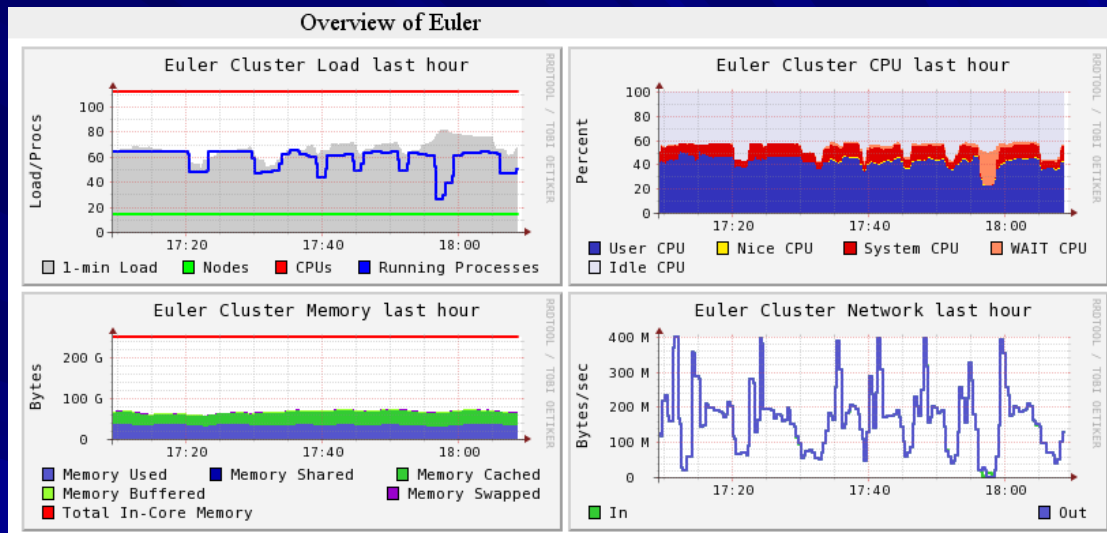 Overview of Euler
Euler Cluster Load last hour
RRDTOOL / TOBI OETIKER
Load/Procs
100
80
60
40
20
0
17:20 17:40 18:00
1-min Load Nodes CPUs Running Processes
Euler Cluster CPU last hour
RRDTOOL / TOBI OETIKER
Percent
100
80
60
40
20
0
17:20 17:40 18:00
User CPU Nice CPU System CPU WAIT CPU
Idle CPU
Euler Cluster Memory last hour
RRDTOOL / TOBI OETIKER
Bytes
200 G
100 G
0
17:20 17:40 18:00
Memory Used Memory Shared Memory Cached
Memory Buffered Memory Swapped
Total In-Core Memory
Euler Cluster Network last hour
RRDTOOL / TOBI OETIKER
Bytes/sec
400 M
300 M
200 M
100 M
0
17:20 17:40 18:00
In Out